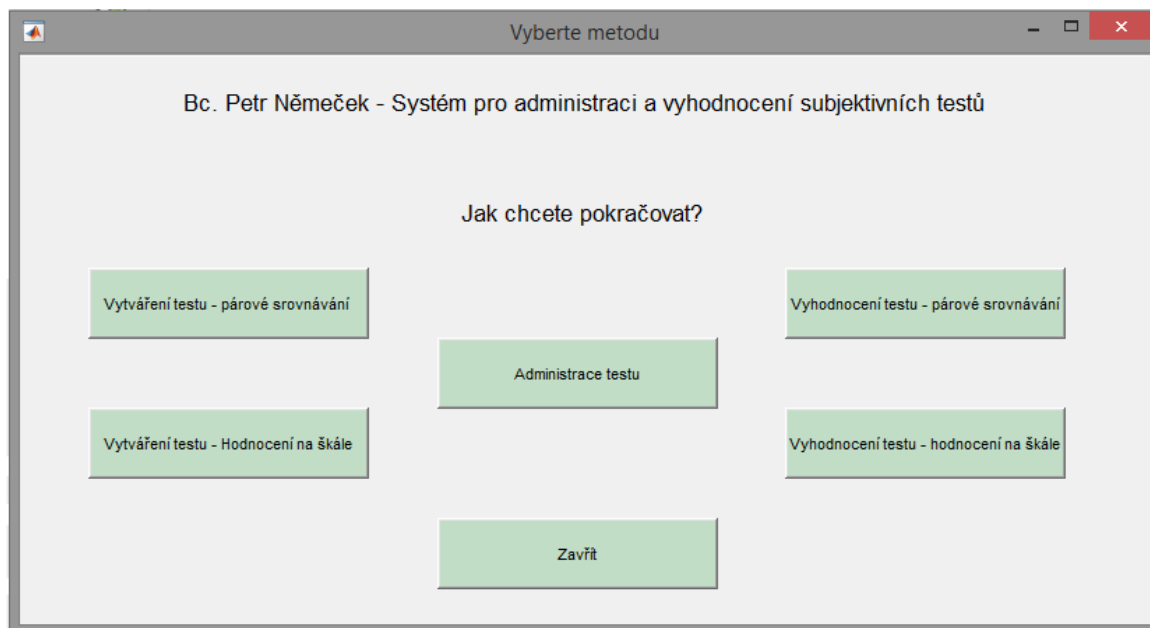 Vyberte metodu
Bc. Petr Němeček - Systém pro administraci a vyhodnocení subjektivních testů
Jak chcete pokračovat?
Vytváření testu - párové srovnávání
Vyhodnocení testu - párové srovnávání
Administrace testu
Vytváření testu - Hodnocení na škále
Vyhodnocení testu - hodnocení na škále
Zavřít